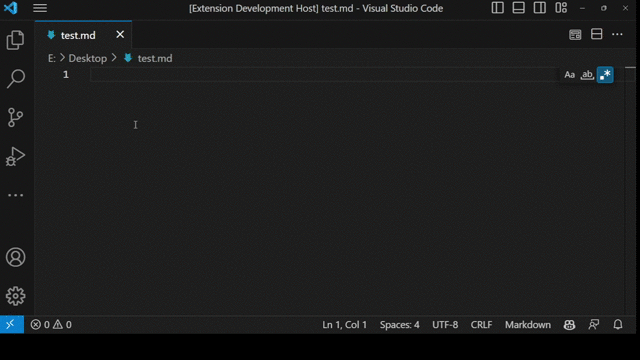 [Extension Development Host] test.md - Visual Studio Code
test.md
E: > Desktop > test.md
1
Aa ab
Ln 1, Col 1 Spaces: 4 UTF-8 CRLF Markdown
0 0